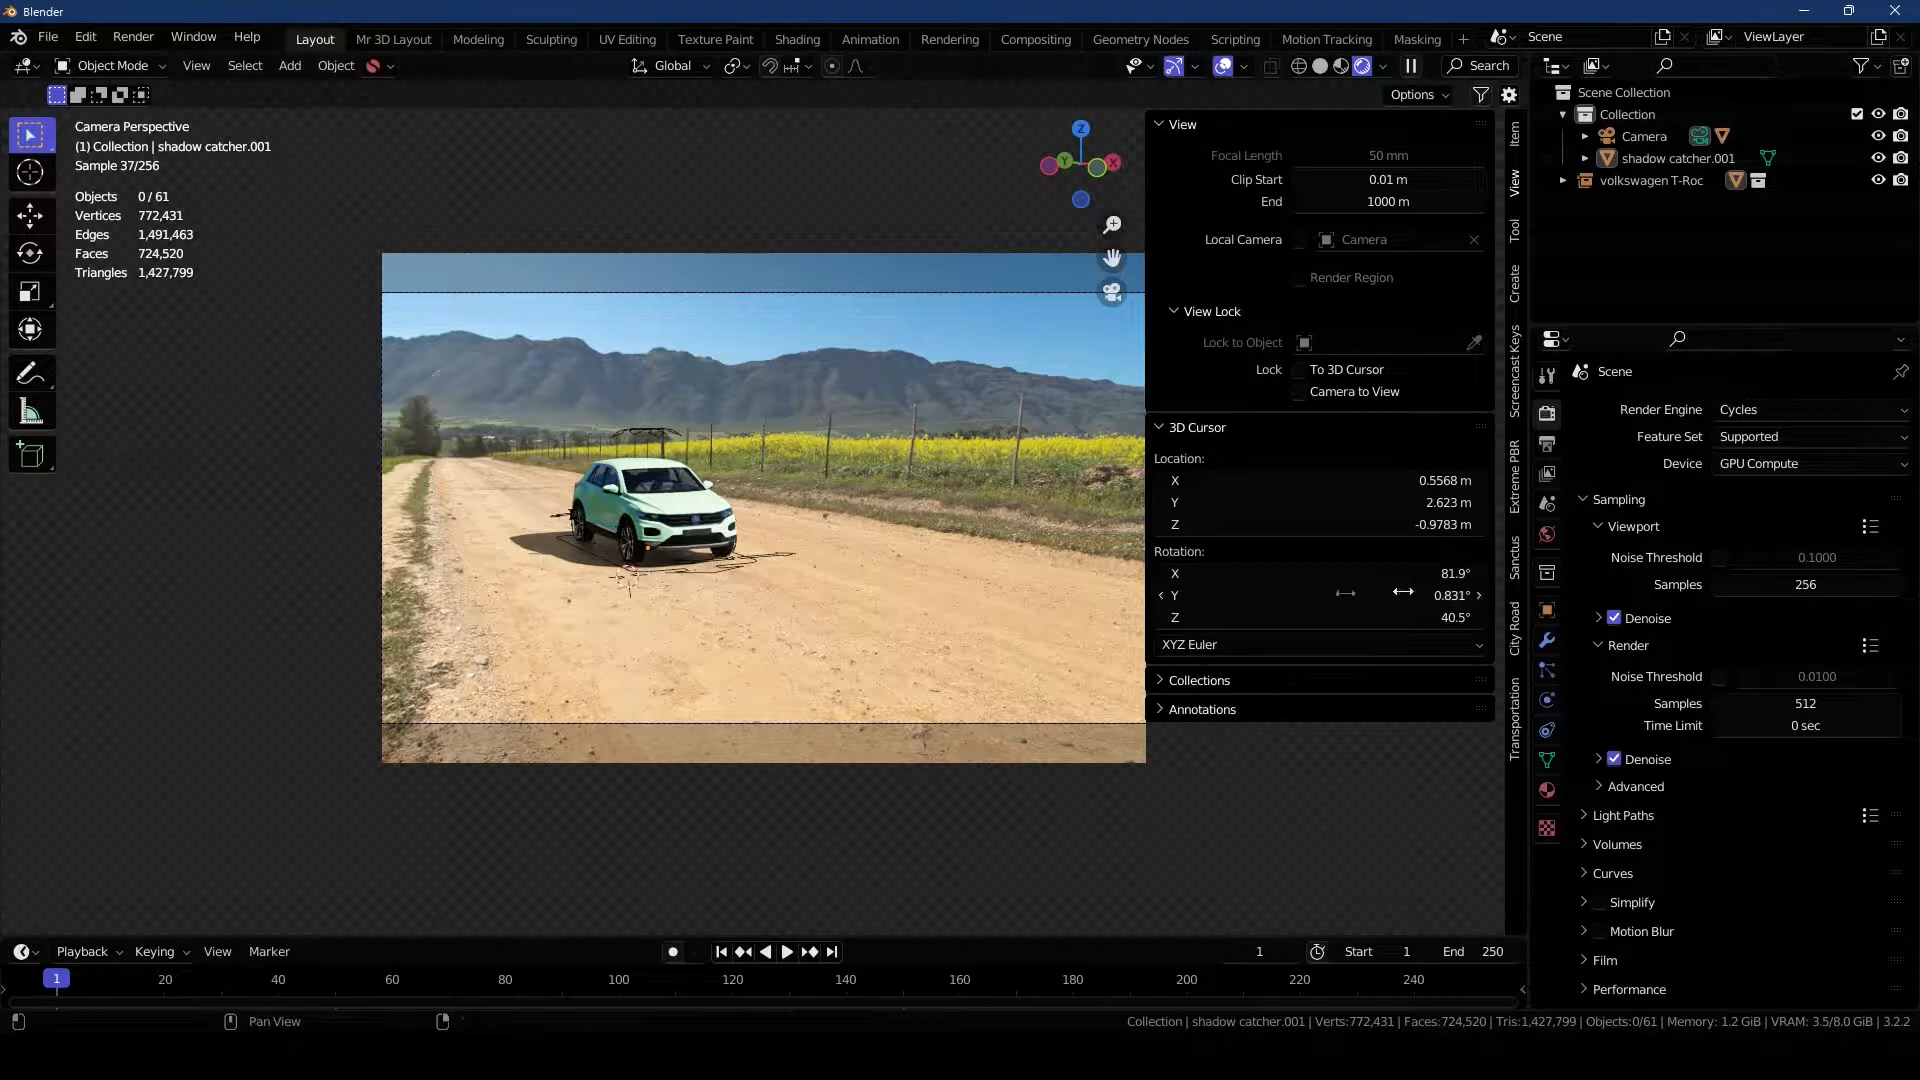 Blender
File Edit Render Window Help Layout Mr 3D Layout Modeling Sculpting UV Editing Texture Paint Shading Animation Rendering Compositing Geometry Nodes Scripting Motion Tracking Masking + Scene ViewLayer
Object Mode View Select Add Object Global Search
Options
Camera Perspective
(1) Collection | shadow catcher.001
Sample 37/256
Objects 0 / 61
Vertices 772,431
Edges 1,491,463
Faces 724,520
Triangles 1,427,799
Z
Y
X
View
Focal Length 50 mm
Clip Start 0.01 m
End 1000 m
Local Camera Camera
Render Region
View Lock
Lock to Object
Lock To 3D Cursor
Camera to View
3D Cursor
Location:
X 0.5568 m
Y 2.623 m
Z -0.9783 m
Rotation:
X 81.9°
Y 0.831°
Z 40.5°
XYZ Euler
Collections
Annotations
Item
View
Tool
Create
Screencast Keys
Extreme PBR
Sanctus
City Road
Transportation
Scene Collection
Collection
Camera
shadow catcher.001
volkswagen T-Roc
Scene
Render Engine Cycles
Feature Set Supported
Device GPU Compute
Sampling
Viewport
Noise Threshold 0.1000
Samples 256
Denoise
Render
Noise Threshold 0.0100
Samples 512
Time Limit 0 sec
Denoise
Advanced
Light Paths
Volumes
Curves
Simplify
Motion Blur
Film
Performance
Playback Keying View Marker 1 Start 1 End 250
1 20 40 60 80 100 120 140 160 180 200 220 240
Pan View Collection | shadow catcher.001 | Verts:772,431 | Faces:724,520 | Tris:1,427,799 | Objects:0/61 | Memory: 1.2 GiB | VRAM: 3.5/8.0 GiB | 3.2.2